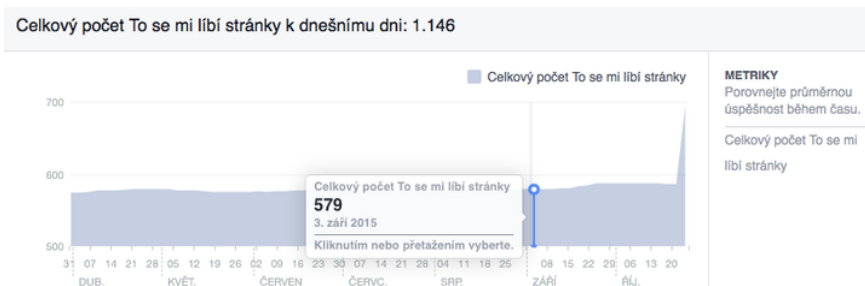 Celkový počet To se mi líbí stránky k dnešnímu dni: 1.146
Celkový počet To se mi líbí stránky
METRIKY
Porovnejte průměrnou
úspěšnost během času.
Celkový počet To se mi
líbí stránky
700
600
500
Celkový počet To se mi líbí stránky
579
3. září 2015
Kliknutím nebo přetažením vyberte.
31 07 14 21 28 05 12 19 26 02 09 16 23 30 07 14 21 28 04 11 18 25 08 15 22 29 06 13 20
DUB. KVĚT. ČERVEN ČERVC. SRP. ZÁŘÍ ŘÍJ.